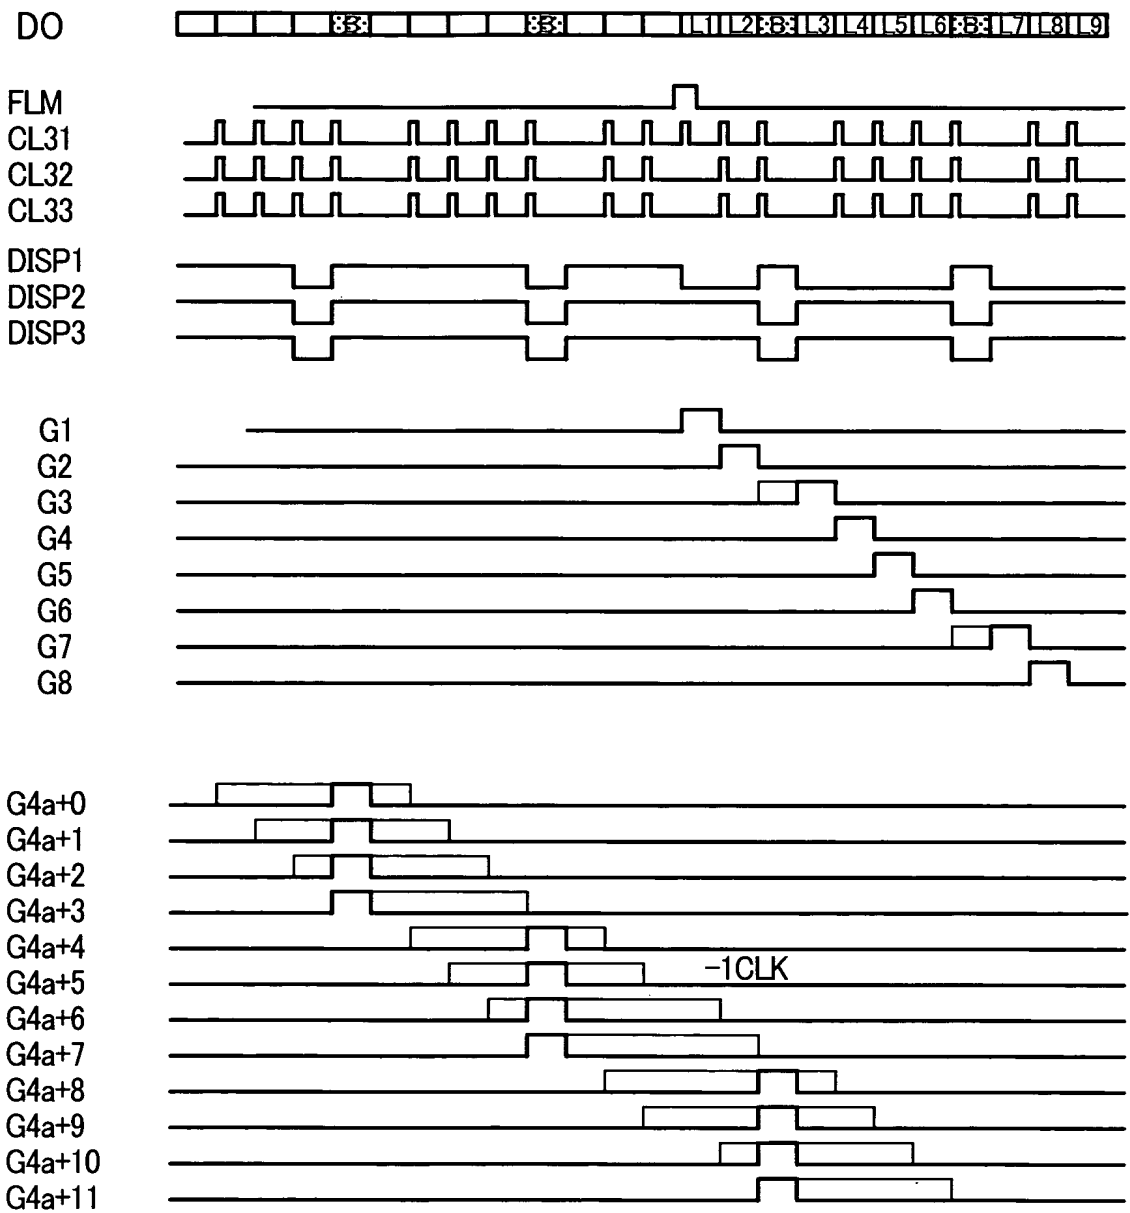 DO B B L1 L2 B L3 L4 L5 L6 B L7 L8 L9
FLM
CL31
CL32
CL33
DISP1
DISP2
DISP3
G1
G2
G3
G4
G5
G6
G7
G8
G4a+0
G4a+1
G4a+2
G4a+3
G4a+4
G4a+5 -1CLK
G4a+6
G4a+7
G4a+8
G4a+9
G4a+10
G4a+11